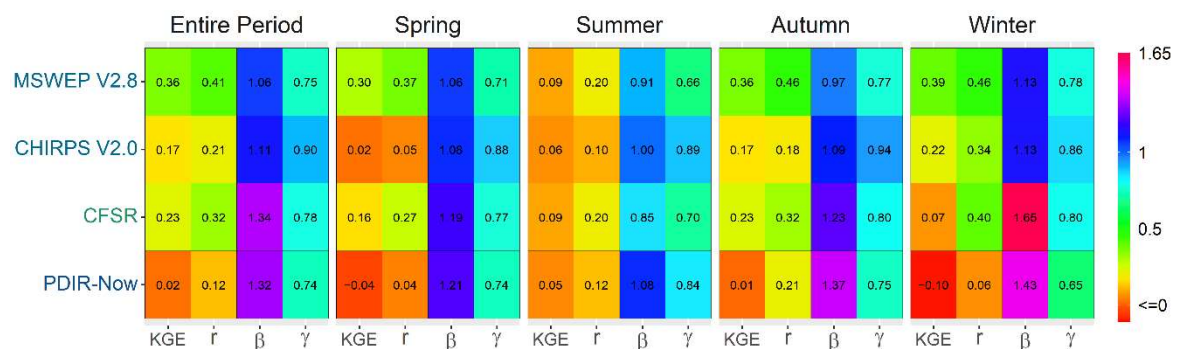 Entire Period Spring Summer Autumn Winter
MSWEP V2.8 0.36 0.41 1.06 0.75 0.30 0.37 1.06 0.71 0.09 0.20 0.91 0.66 0.36 0.46 0.97 0.77 0.39 0.46 1.13 0.78
CHIRPS V2.0 0.17 0.21 1.11 0.90 0.02 0.05 1.08 0.88 0.06 0.10 1.00 0.89 0.17 0.18 1.09 0.94 0.22 0.34 1.13 0.86
CFSR 0.23 0.32 1.34 0.78 0.16 0.27 1.19 0.77 0.09 0.20 0.85 0.70 0.23 0.32 1.23 0.80 0.07 0.40 1.65 0.80
PDIR-Now 0.02 0.12 1.32 0.74 −0.04 0.04 1.21 0.74 0.05 0.12 1.08 0.84 0.01 0.21 1.37 0.75 −0.10 0.06 1.43 0.65
KGE r β γ KGE r β γ KGE r β γ KGE r β γ KGE r β γ
1.65
1
0.5
<=0